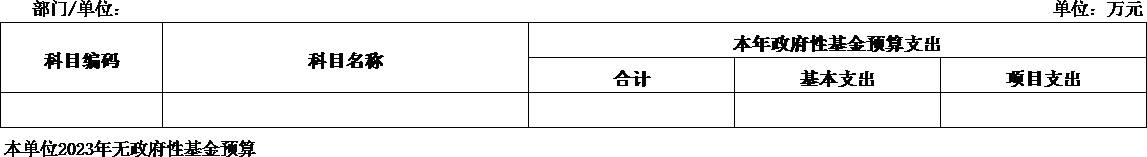 部门/单位： 单位：万元
科目编码 科目名称 本年政府性基金预算支出
合计 基本支出 项目支出
本单位2023年无政府性基金预算